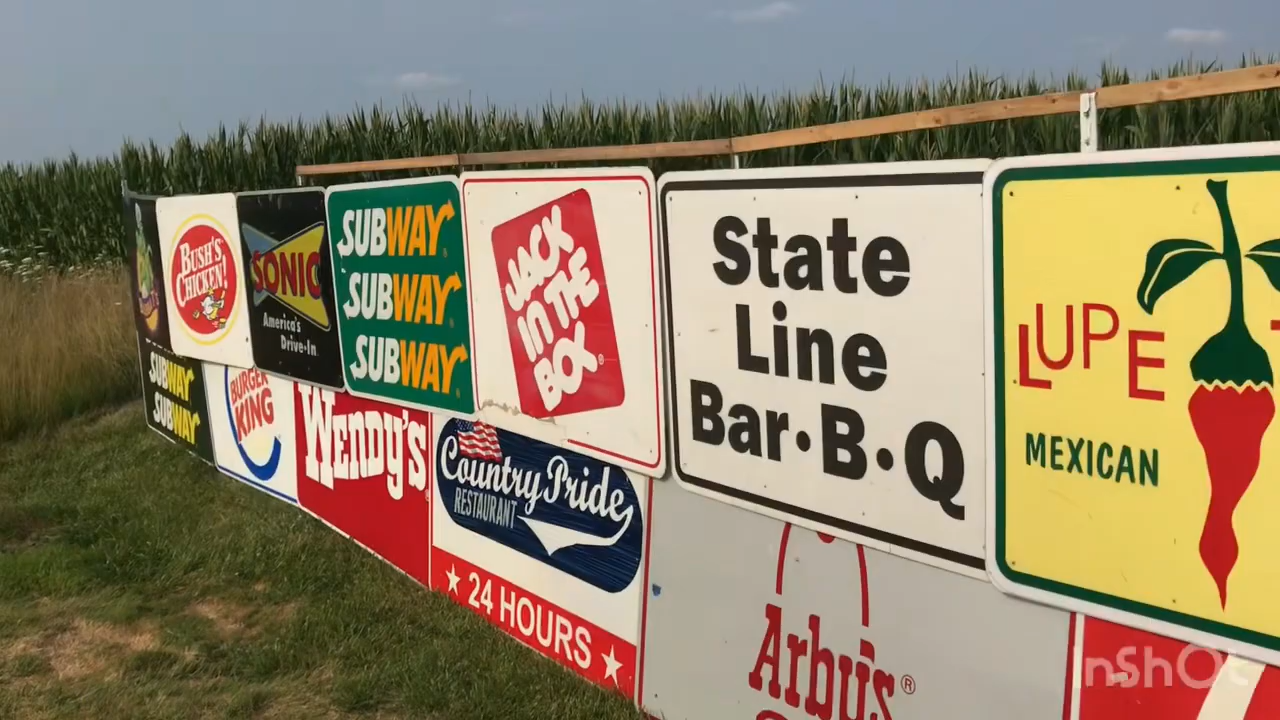 BUSH'S
CHICKEN!
SONIC
America's
Drive-In
SUBWAY
SUBWAY
SUBWAY
JACK
IN THE
BOX®
State
Line
Bar·B·Q
LUPE
MEXICAN
SUBWAY
SUBWAY
BURGER
KING
WENDY'S
Country Pride
RESTAURANT
24 HOURS
Arby's®
InShOt